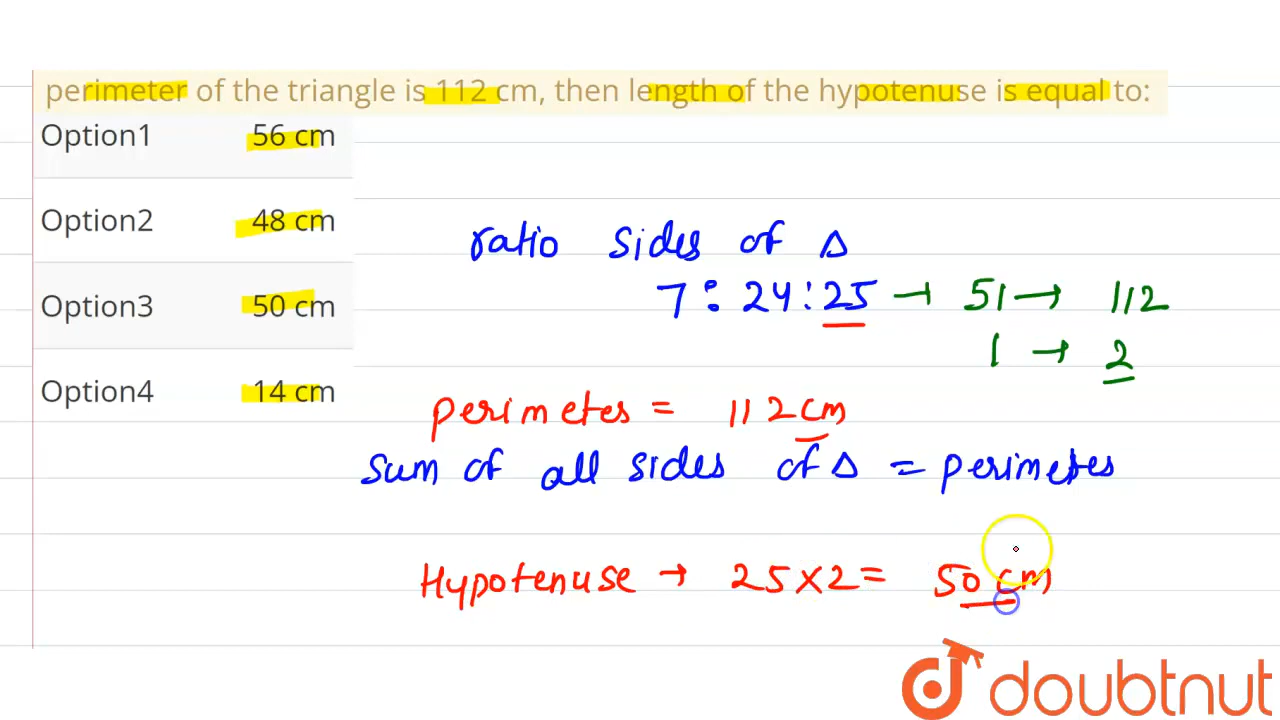 perimeter of the triangle is 112 cm, then length of the hypotenuse is equal to:
Option1 56 cm
Option2 48 cm
Option3 50 cm
Option4 14 cm
ratio sides of Δ
7 : 24 : 25 → 51 → 112
1 → 2
perimetes = 112cm
sum of all sides of Δ = perimetes
Hypotenuse → 25×2= 50 cm
doubtnut